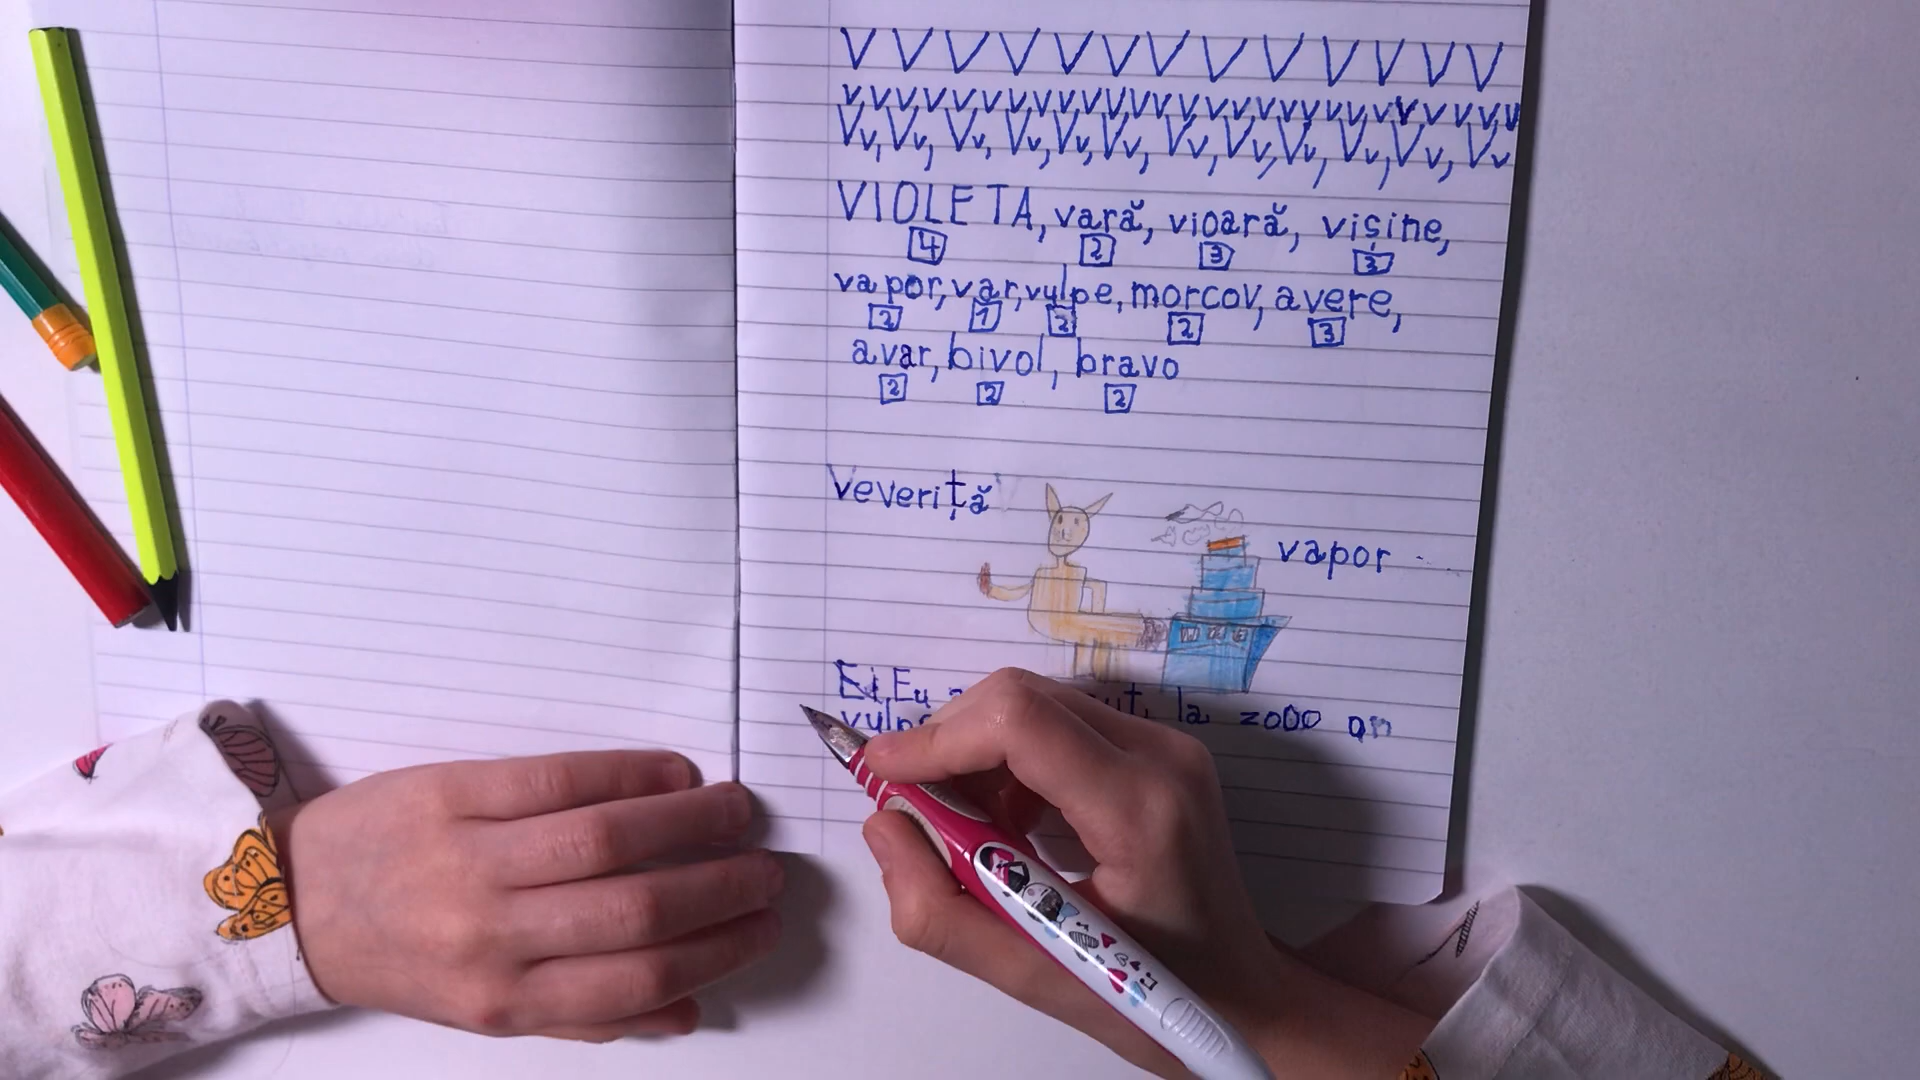 V V V V V V V V V V V V V
v, v, v, v, v, v, v, v, v, v, v, v, v, v, v, v, v, v, v, v, v, v, v, v, v, v
Vv, Vv, Vv, Vv, Vv, Vv, Vv, Vv, Vv, Vv, Vv, Vv
VIOLETA, vară, vioară, vișine,
4 2 3 3
vapor, var, vulpe, morcov, avere,
2 1 2 2 3
avar, bivol, bravo
2 2 2
Veveriță
vapor
Eu la zooo